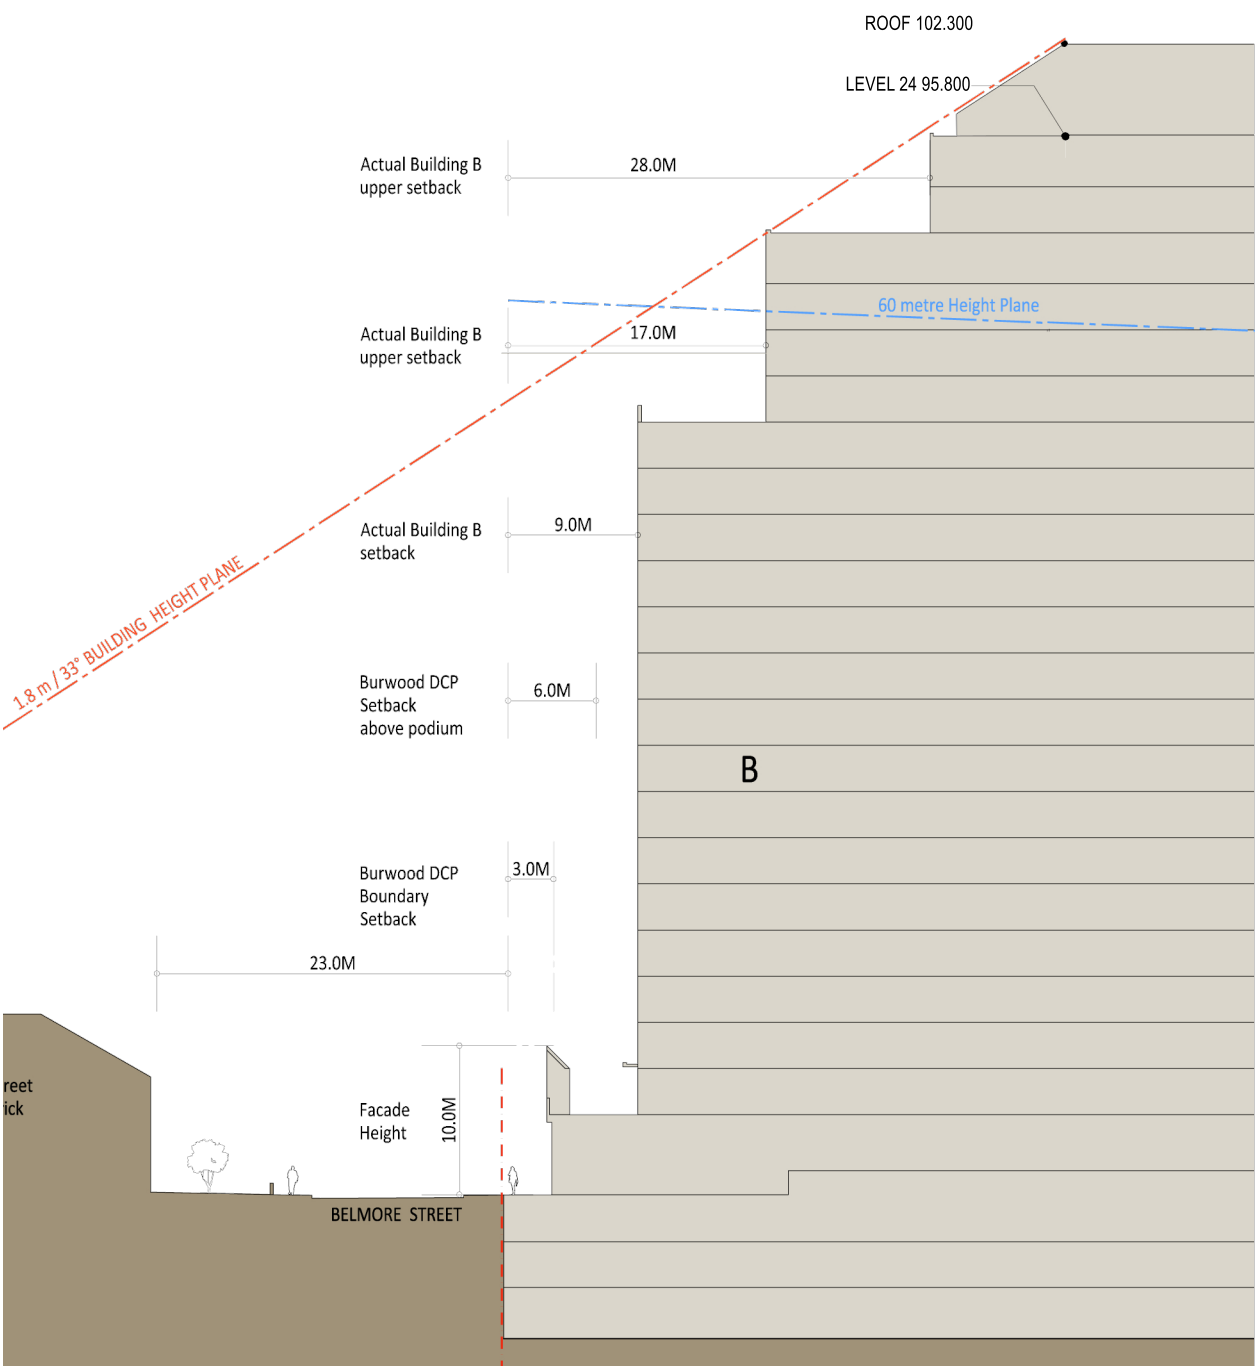 ROOF 102.300
LEVEL 24 95.800
Actual Building B
upper setback
28.0M
60 metre Height Plane
Actual Building B
upper setback
17.0M
Actual Building B
setback
9.0M
1.8 m / 33° BUILDING HEIGHT PLANE
Burwood DCP
Setback
above podium
6.0M
B
Burwood DCP
Boundary
Setback
3.0M
23.0M
reet
ick
Facade
Height
10.0M
BELMORE STREET